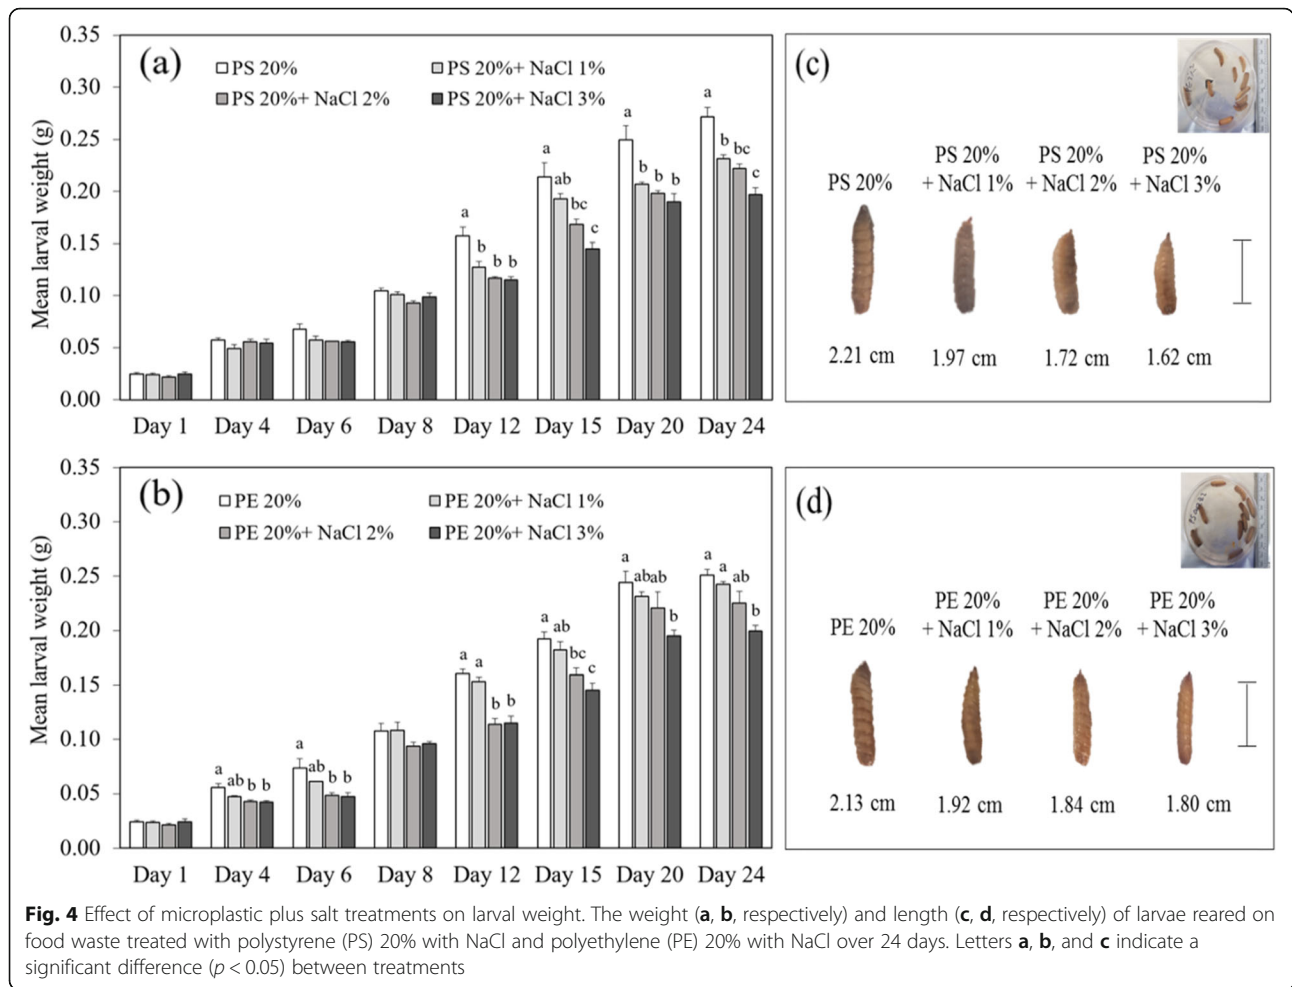 (a)
Mean larval weight (g)
0.35
0.30
0.25
0.20
0.15
0.10
0.05
0.00
PS 20%
PS 20%+ NaCl 1%
PS 20%+ NaCl 2%
PS 20%+ NaCl 3%
a b b b
a ab bc c
a b b b
a b bc c
Day 1 Day 4 Day 6 Day 8 Day 12 Day 15 Day 20 Day 24
(c)
PS 20%
PS 20% + NaCl 1%
PS 20% + NaCl 2%
PS 20% + NaCl 3%
2.21 cm 1.97 cm 1.72 cm 1.62 cm
(b)
Mean larval weight (g)
0.35
0.30
0.25
0.20
0.15
0.10
0.05
0.00
PE 20%
PE 20%+ NaCl 1%
PE 20%+ NaCl 2%
PE 20%+ NaCl 3%
a ab b b
a ab b b
a a b b
a ab bc c
a ab ab b
a a ab b
Day 1 Day 4 Day 6 Day 8 Day 12 Day 15 Day 20 Day 24
(d)
PE 20%
PE 20% + NaCl 1%
PE 20% + NaCl 2%
PE 20% + NaCl 3%
2.13 cm 1.92 cm 1.84 cm 1.80 cm
Fig. 4 Effect of microplastic plus salt treatments on larval weight. The weight (a, b, respectively) and length (c, d, respectively) of larvae reared on
food waste treated with polystyrene (PS) 20% with NaCl and polyethylene (PE) 20% with NaCl over 24 days. Letters a, b, and c indicate a
significant difference (p < 0.05) between treatments